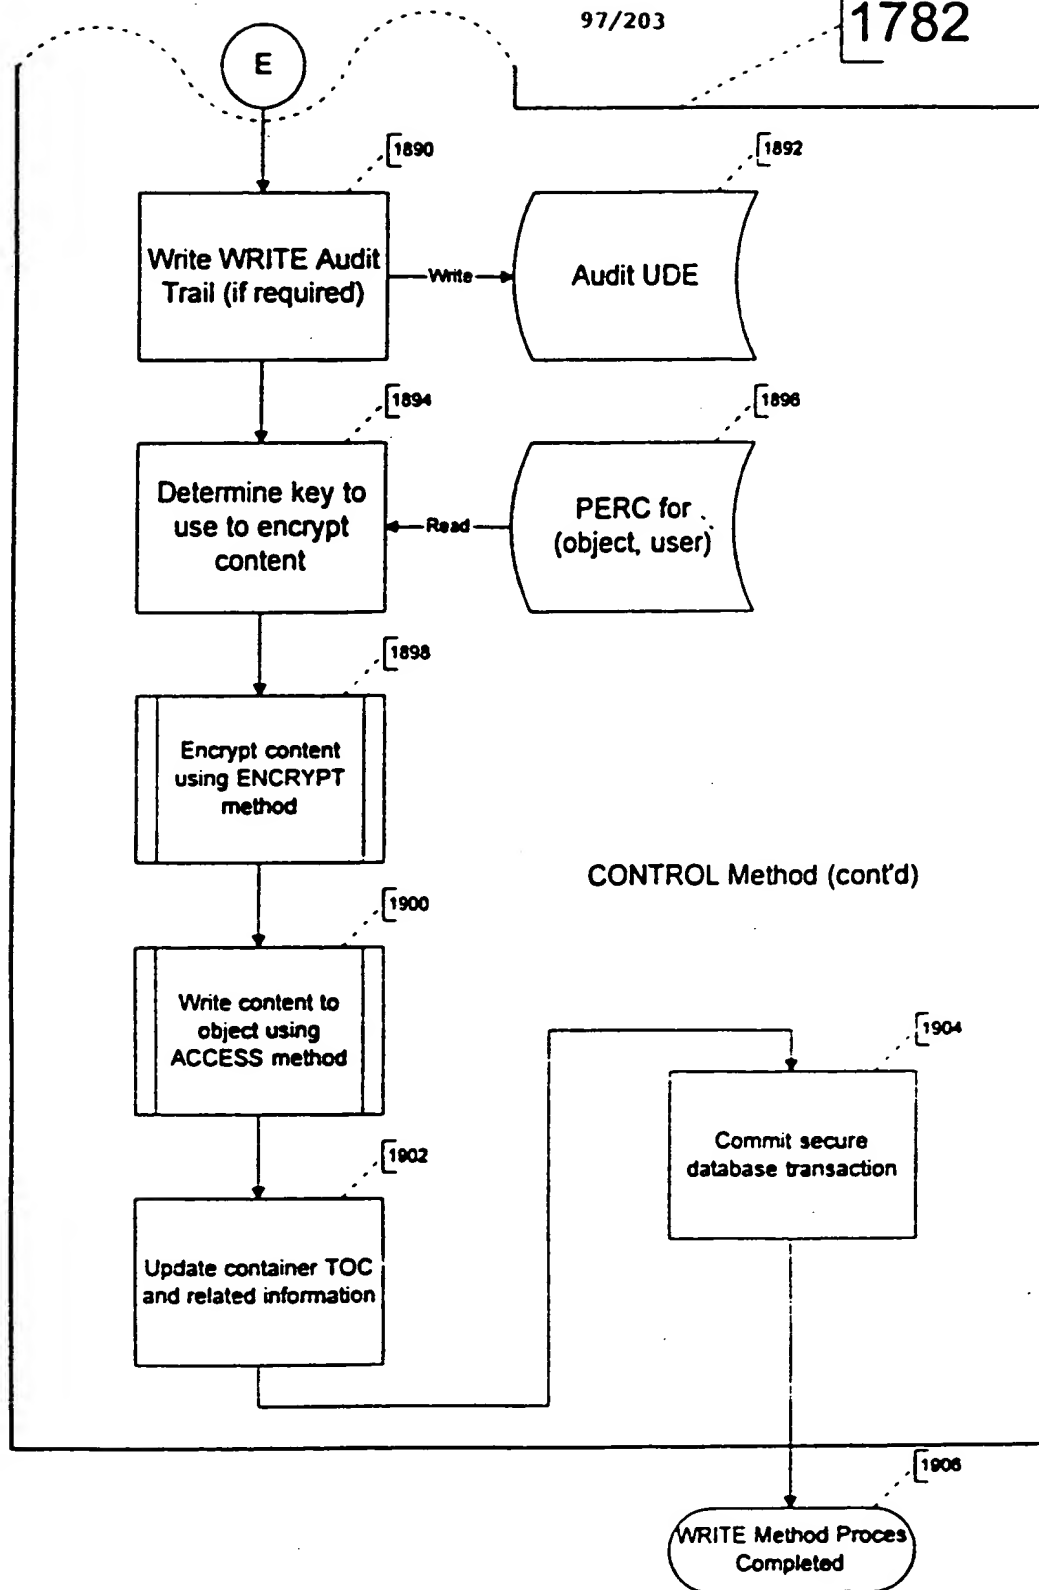 97/203
1782
E
1890
1892
Write WRITE Audit
Trail (if required)
Write
Audit UDE
1894
1896
Determine key to
use to encrypt
content
Read
PERC for
(object, user)
1898
Encrypt content
using ENCRYPT
method
CONTROL Method (cont'd)
1900
Write content to
object using
ACCESS method
1904
Commit secure
database transaction
1902
Update container TOC
and related information
1906
WRITE Method Proces
Completed